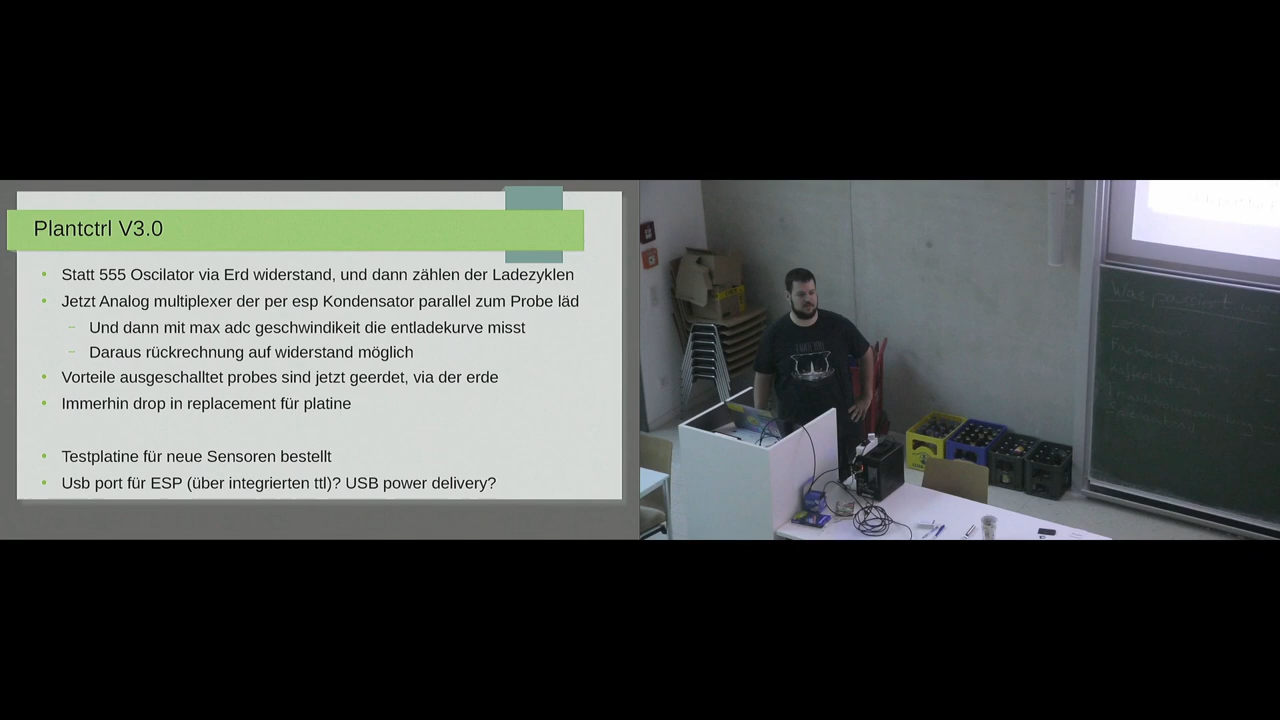 Plantctrl V3.0
Statt 555 Oscilator via Erd widerstand, und dann zählen der Ladezyklen
Jetzt Analog multiplexer der per esp Kondensator parallel zum Probe läd
Und dann mit max adc geschwindikeit die entladekurve misst
Daraus rückrechnung auf widerstand möglich
Vorteile ausgeschalltet probes sind jetzt geerdet, via der erde
Immerhin drop in replacement für platine
Testplatine für neue Sensoren bestellt
Usb port für ESP (über integrierten ttl)? USB power delivery?
Was passiert